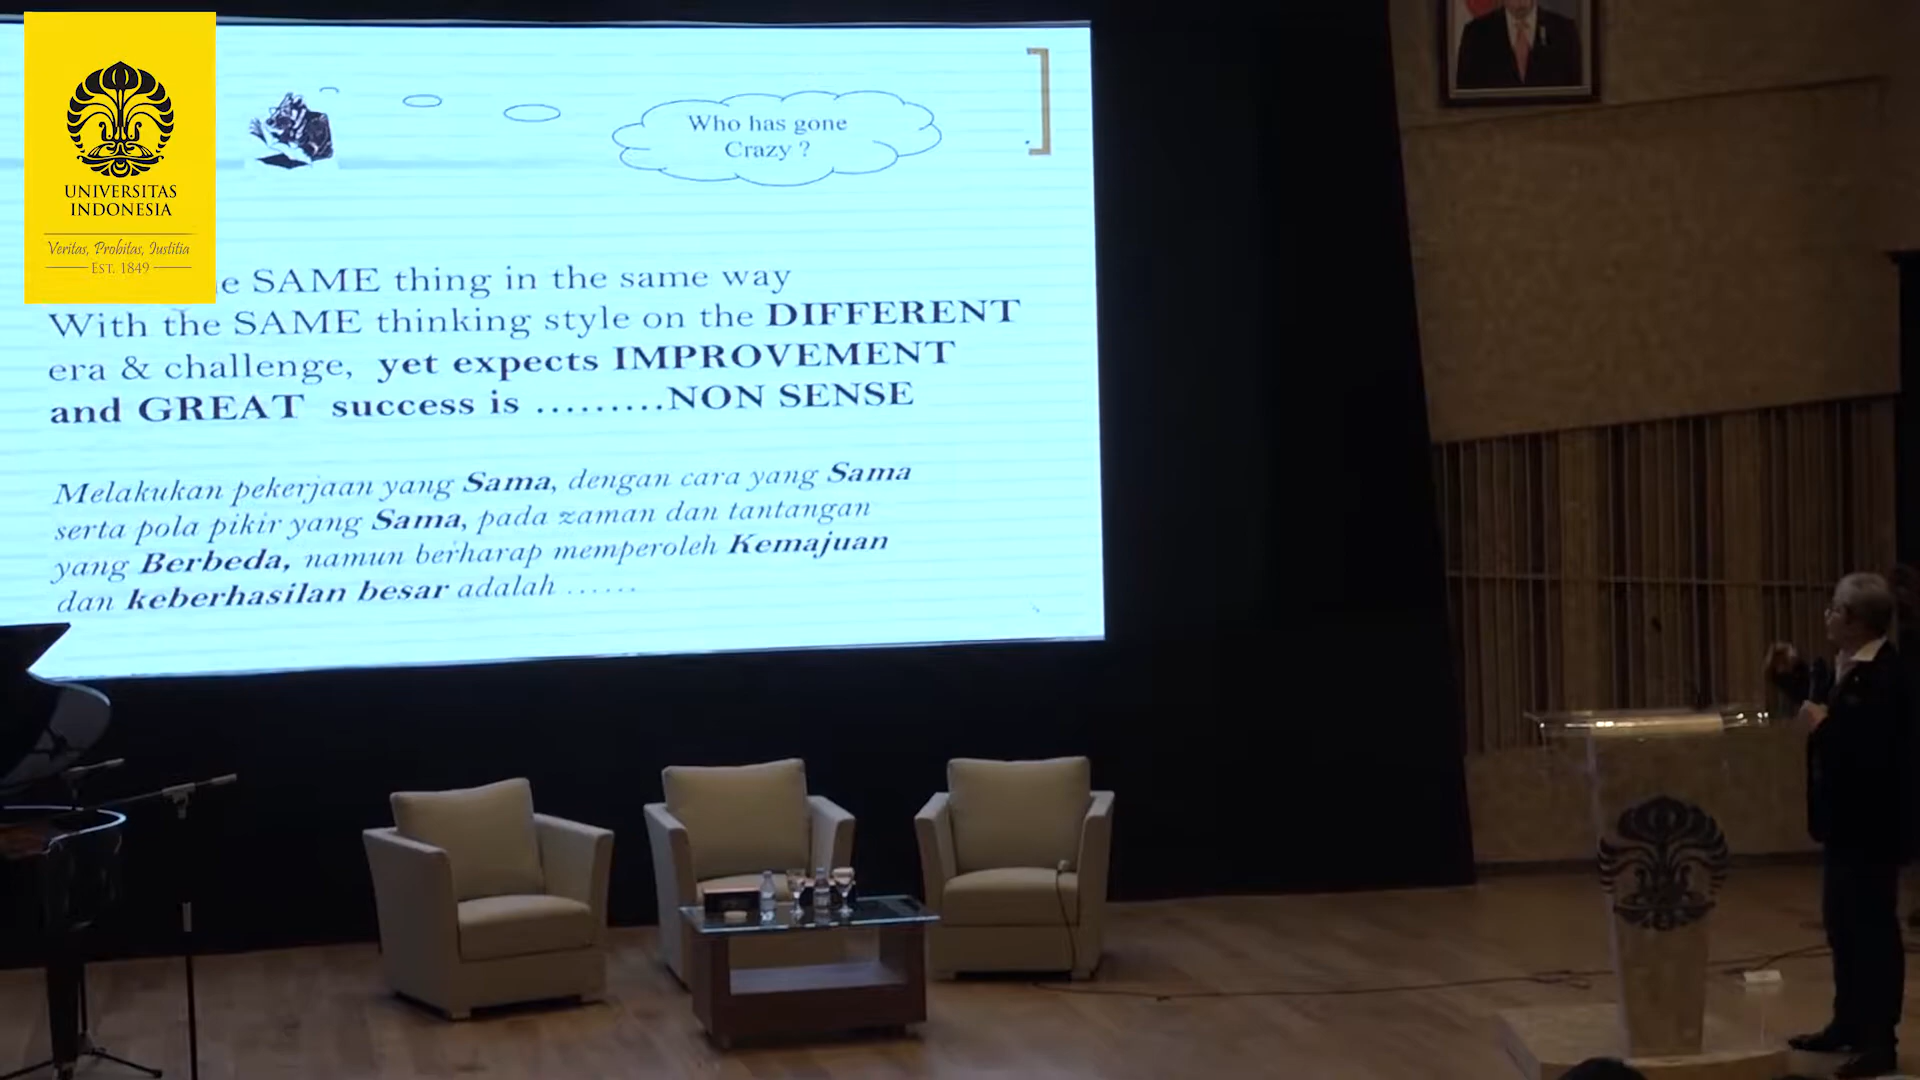 UNIVERSITAS
INDONESIA
Veritas, Probitas, Iustitia
EST. 1849
Who has gone
Crazy ?
SAME thing in the same way
With the SAME thinking style on the DIFFERENT
era & challenge, yet expects IMPROVEMENT
and GREAT success is .........NON SENSE
Melakukan pekerjaan yang Sama, dengan cara yang Sama
serta pola pikir yang Sama, pada zaman dan tantangan
yang Berbeda, namun berharap memperoleh Kemajuan
dan keberhasilan besar adalah ......